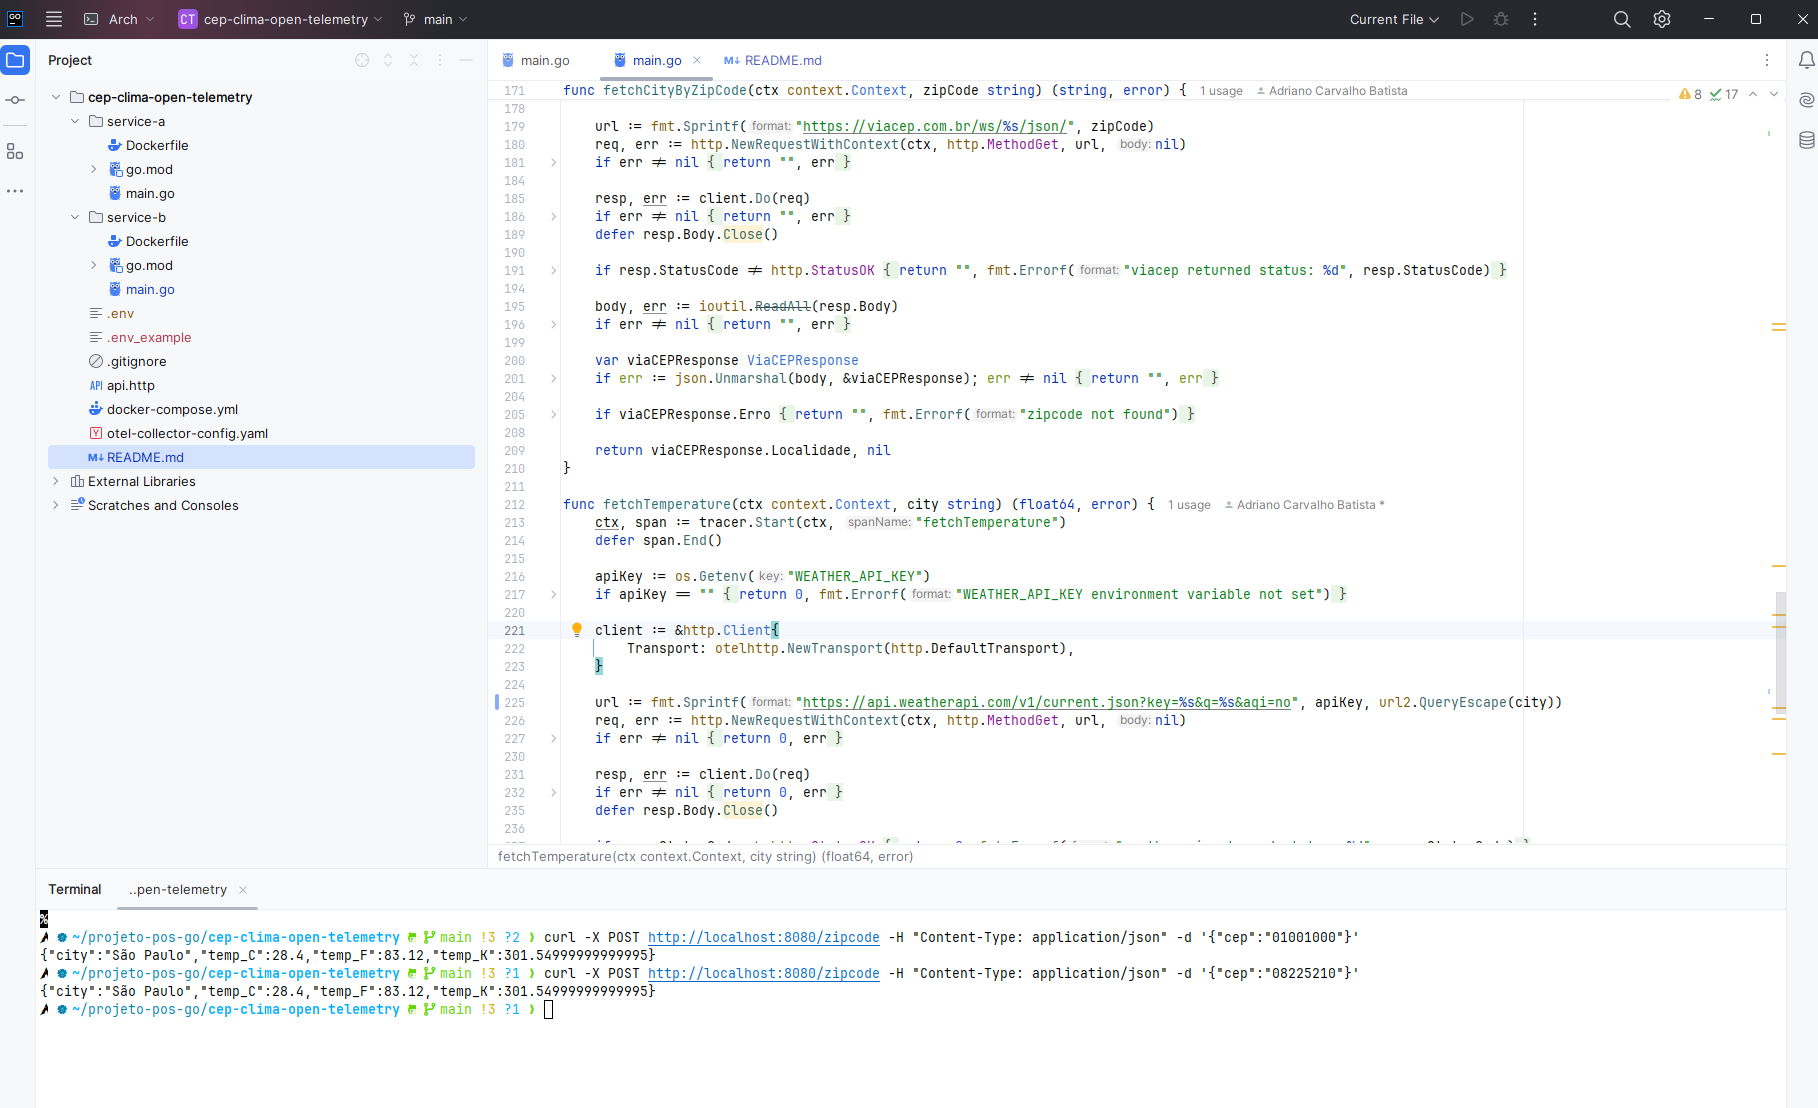 GO
Arch
CT cep-clima-open-telemetry
main
Current File
Project
cep-clima-open-telemetry
service-a
Dockerfile
go.mod
main.go
service-b
Dockerfile
go.mod
main.go
.env
.env_example
.gitignore
API api.http
docker-compose.yml
Y otel-collector-config.yaml
M↓ README.md
External Libraries
Scratches and Consoles
main.go
main.go
M↓ README.md
8 17
171 func fetchCityByZipCode(ctx context.Context, zipCode string) (string, error) { 1 usage Adriano Carvalho Batista
178
179 url := fmt.Sprintf( format: "https://viacep.com.br/ws/%s/json/", zipCode)
180 req, err := http.NewRequestWithContext(ctx, http.MethodGet, url, body: nil)
181 if err != nil { return "", err }
184
185 resp, err := client.Do(req)
186 if err != nil { return "", err }
189 defer resp.Body.Close()
190
191 if resp.StatusCode != http.StatusOK { return "", fmt.Errorf( format: "viacep returned status: %d", resp.StatusCode) }
194
195 body, err := ioutil.ReadAll(resp.Body)
196 if err != nil { return "", err }
199
200 var viaCEPResponse ViaCEPResponse
201 if err := json.Unmarshal(body, &viaCEPResponse); err != nil { return "", err }
204
205 if viaCEPResponse.Erro { return "", fmt.Errorf( format: "zipcode not found") }
208
209 return viaCEPResponse.Localidade, nil
210 }
211
212 func fetchTemperature(ctx context.Context, city string) (float64, error) { 1 usage Adriano Carvalho Batista *
213 ctx, span := tracer.Start(ctx, spanName: "fetchTemperature")
214 defer span.End()
215
216 apiKey := os.Getenv( key: "WEATHER_API_KEY")
217 if apiKey == "" { return 0, fmt.Errorf( format: "WEATHER_API_KEY environment variable not set") }
220
221 client := &http.Client{
222 Transport: otelhttp.NewTransport(http.DefaultTransport),
223 }
224
225 url := fmt.Sprintf( format: "https://api.weatherapi.com/v1/current.json?key=%s&q=%s&aqi=no", apiKey, url2.QueryEscape(city))
226 req, err := http.NewRequestWithContext(ctx, http.MethodGet, url, body: nil)
227 if err != nil { return 0, err }
230
231 resp, err := client.Do(req)
232 if err != nil { return 0, err }
235 defer resp.Body.Close()
236
fetchTemperature(ctx context.Context, city string) (float64, error)
Terminal
..pen-telemetry
%
~/projeto-pos-go/cep-clima-open-telemetry main !3 ?2 ❯ curl -X POST http://localhost:8080/zipcode -H "Content-Type: application/json" -d '{"cep":"01001000"}'
{"city":"São Paulo","temp_C":28.4,"temp_F":83.12,"temp_K":301.54999999999995}
~/projeto-pos-go/cep-clima-open-telemetry main !3 ?1 ❯ curl -X POST http://localhost:8080/zipcode -H "Content-Type: application/json" -d '{"cep":"08225210"}'
{"city":"São Paulo","temp_C":28.4,"temp_F":83.12,"temp_K":301.54999999999995}
~/projeto-pos-go/cep-clima-open-telemetry main !3 ?1 ❯